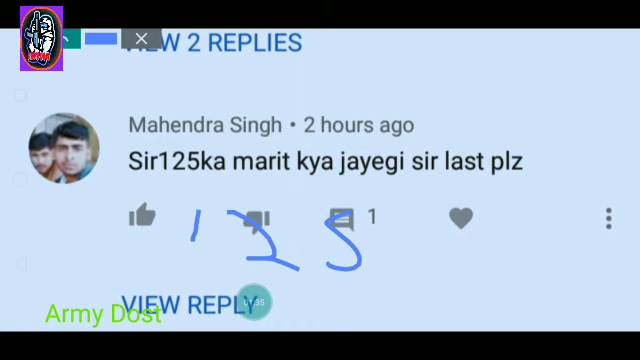 VIEW 2 REPLIES
Mahendra Singh • 2 hours ago
Sir125ka marit kya jayegi sir last plz
1
125
VIEW REPLY
Army Dost